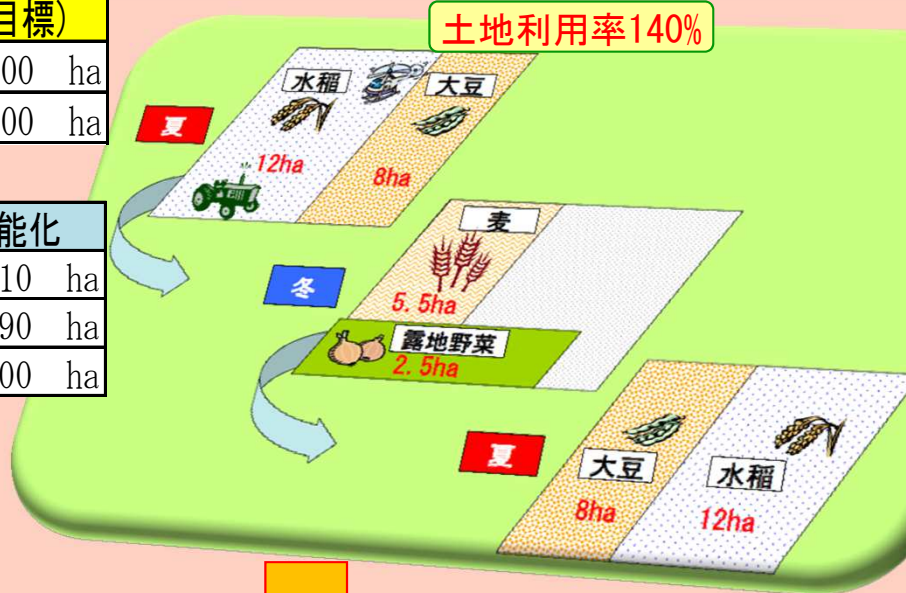 目標）
00 ha
00 ha
能化
10 ha
90 ha
00 ha
土地利用率140%
夏
水稲
12ha
大豆
8ha
冬
麦
5.5ha
露地野菜
2.5ha
夏
大豆
8ha
水稲
12ha